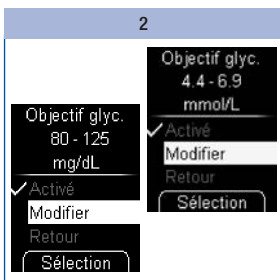 2
Objectif glyc.
80 - 125
mg/dL
Activé
Modifier
Retour
Sélection
Objectif glyc.
4.4 - 6.9
mmol/L
Activé
Modifier
Retour
Sélection